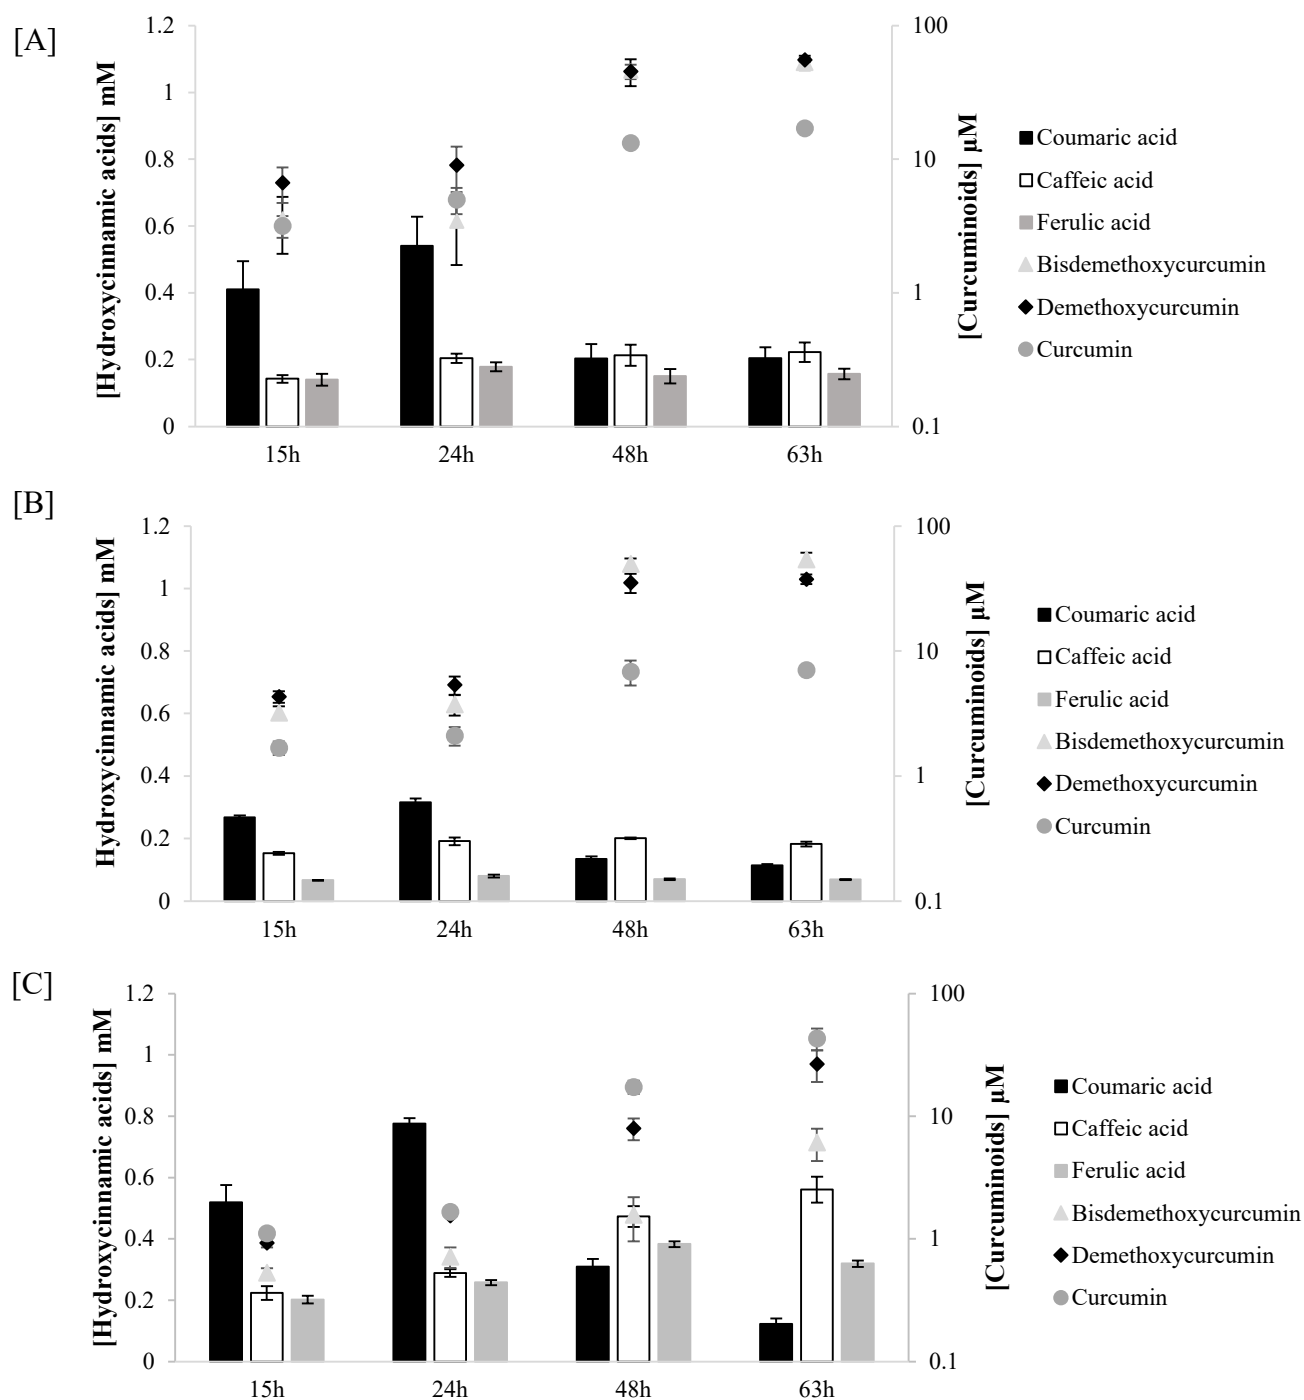 [A]
[Hydroxycinnamic acids] mM
1.2
1
0.8
0.6
0.4
0.2
0
15h
24h
48h
63h
100
10
1
0.1
[Curcuminoids] µM
Coumaric acid
Caffeic acid
Ferulic acid
Bisdemethoxycurcumin
Demethoxycurcumin
Curcumin
[B]
Hydroxycinnamic acids] mM
1.2
1
0.8
0.6
0.4
0.2
0
15h
24h
48h
63h
100
10
1
0.1
[Curcuminoids] µM
Coumaric acid
Caffeic acid
Ferulic acid
Bisdemethoxycurcumin
Demethoxycurcumin
Curcumin
[C]
[Hydroxycinnamic acids] mM
1.2
1
0.8
0.6
0.4
0.2
0
15h
24h
48h
63h
100
10
1
0.1
[Curcuminoids] µM
Coumaric acid
Caffeic acid
Ferulic acid
Bisdemethoxycurcumin
Demethoxycurcumin
Curcumin